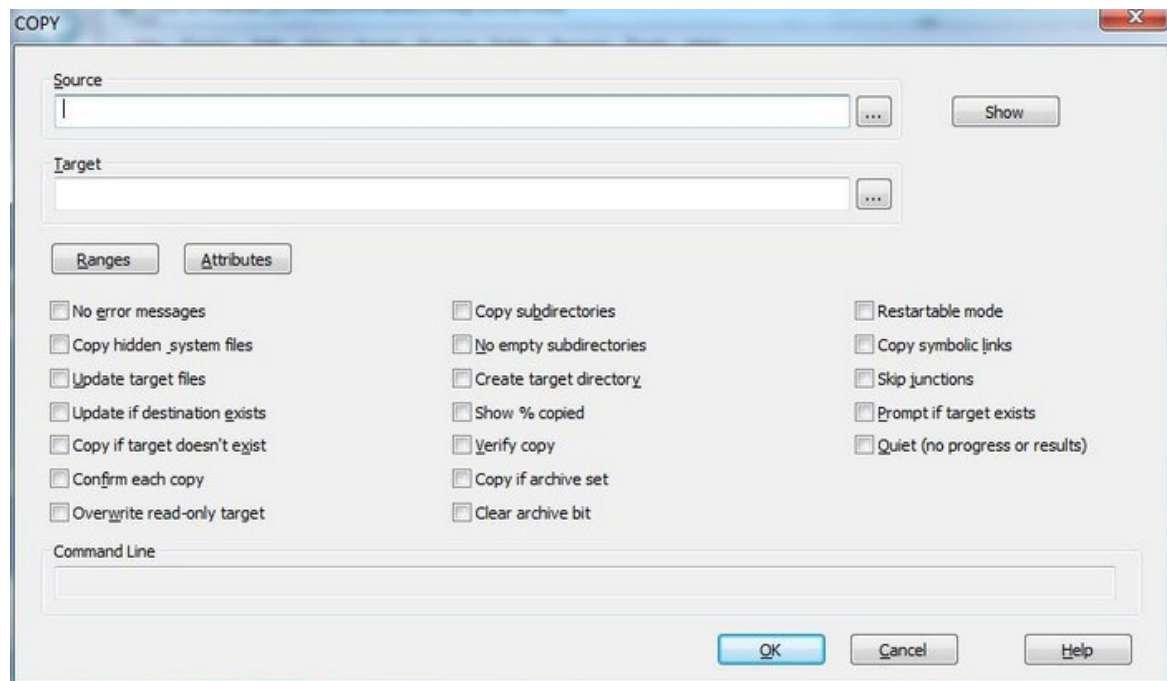 COPY
X
Source
... Show
Target
...
Ranges Attributes
No error messages Copy subdirectories Restartable mode
Copy hidden_system files No empty subdirectories Copy symbolic links
Update target files Create target directory Skip junctions
Update if destination exists Show % copied Prompt if target exists
Copy if target doesn't exist Verify copy Quiet (no progress or results)
Confirm each copy Copy if archive set
Overwrite read-only target Clear archive bit
Command Line
OK Cancel Help